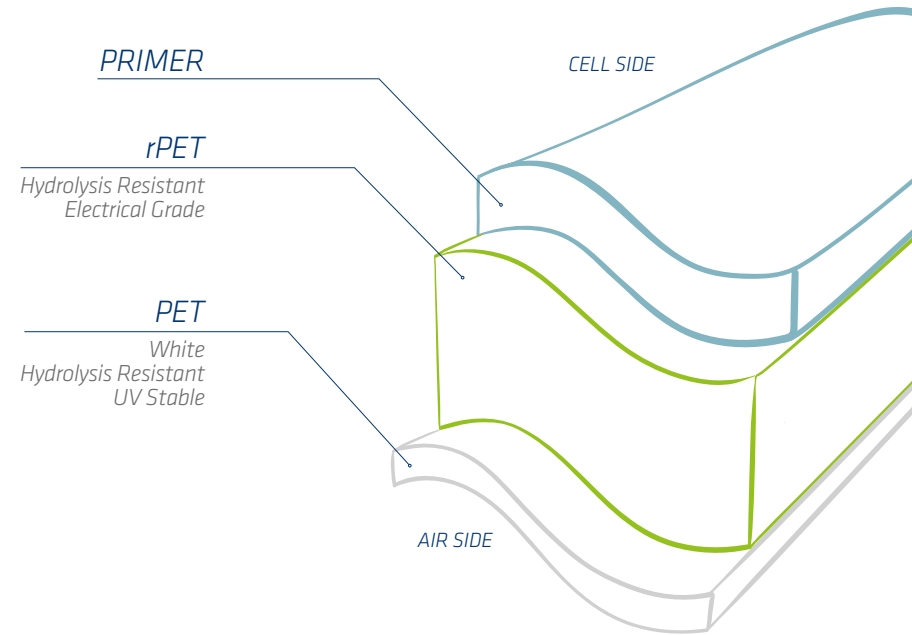 PRIMER
CELL SIDE
rPET
Hydrolysis Resistant
Electrical Grade
PET
White
Hydrolysis Resistant
UV Stable
AIR SIDE